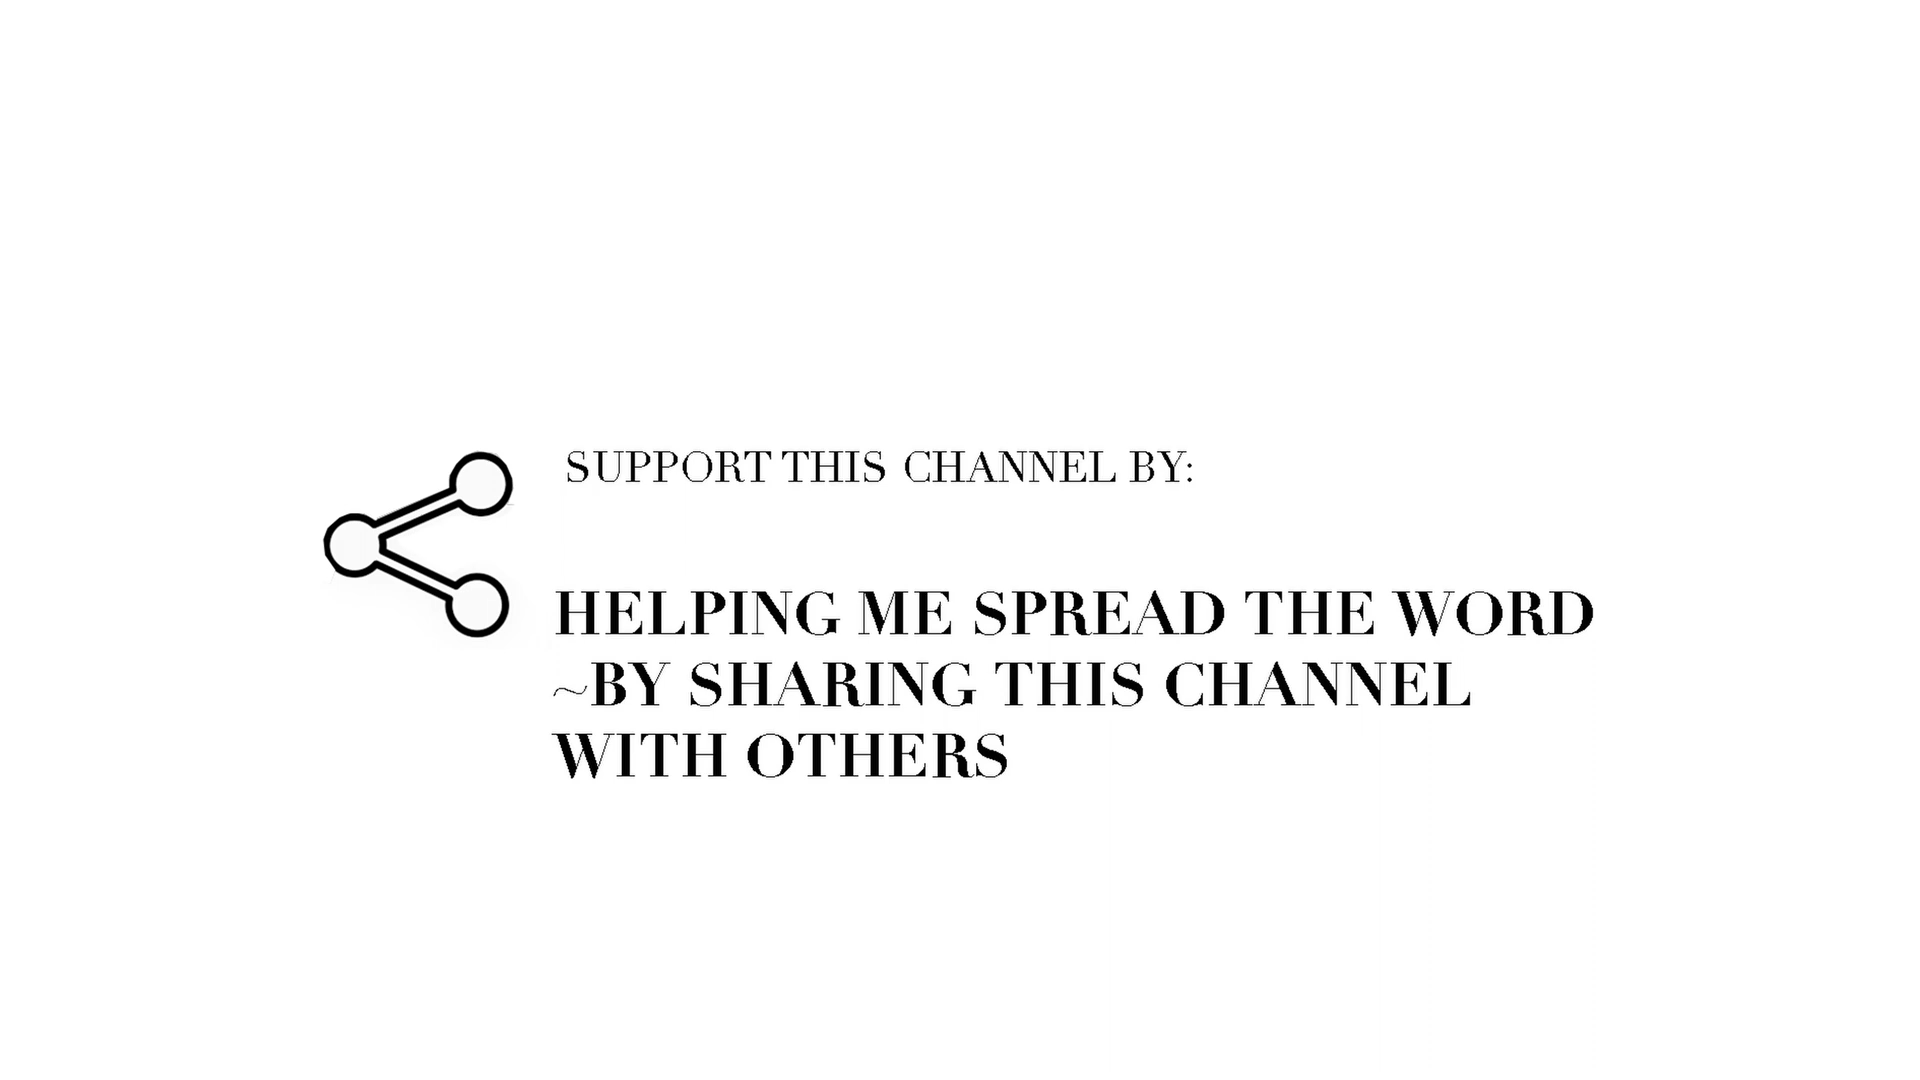 SUPPORT THIS CHANNEL BY:
HELPING ME SPREAD THE WORD
~BY SHARING THIS CHANNEL
WITH OTHERS